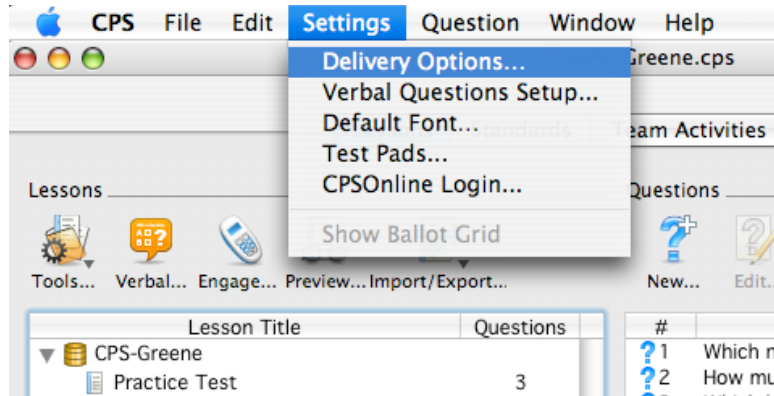 CPS File Edit Settings Question Window Help
Delivery Options...
Greene.cps
Verbal Questions Setup...
Default Font...
Standards
Team Activities
Test Pads...
CPSOnline Login...
Show Ballot Grid
Lessons
Questions
Tools... Verbal... Engage... Preview... Import/Export...
New... Edit...
Lesson Title Questions
#
CPS-Greene
1 Which
Practice Test 3
2 How